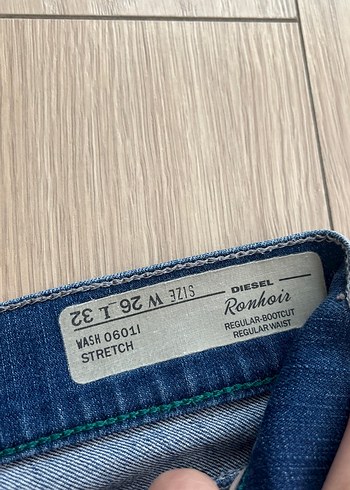 SIZE W 26 L 32
WASH 0601I
STRETCH
DIESEL
Ronhoir
REGULAR-BOOTCUT
REGULAR WAIST